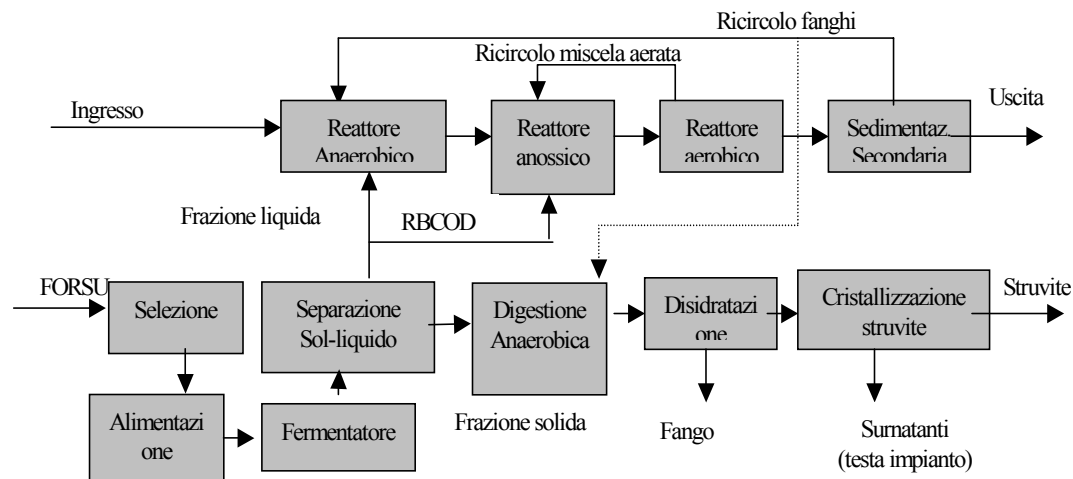 Ricircolo fanghi
Ricircolo miscela aerata
Ingresso
Uscita
Reattore
Anaerobico
Reattore
anossico
Reattore
aerobico
Sedimentaz.
Secondaria
Frazione liquida
RBCOD
FORSU
Selezione
Separazione
Sol-liquido
Digestione
Anaerobica
Disidratazi
one
Cristallizzazione
struvite
Struvite
Alimentazi
one
Fermentatore
Frazione solida
Fango
Surnatanti
(testa impianto)